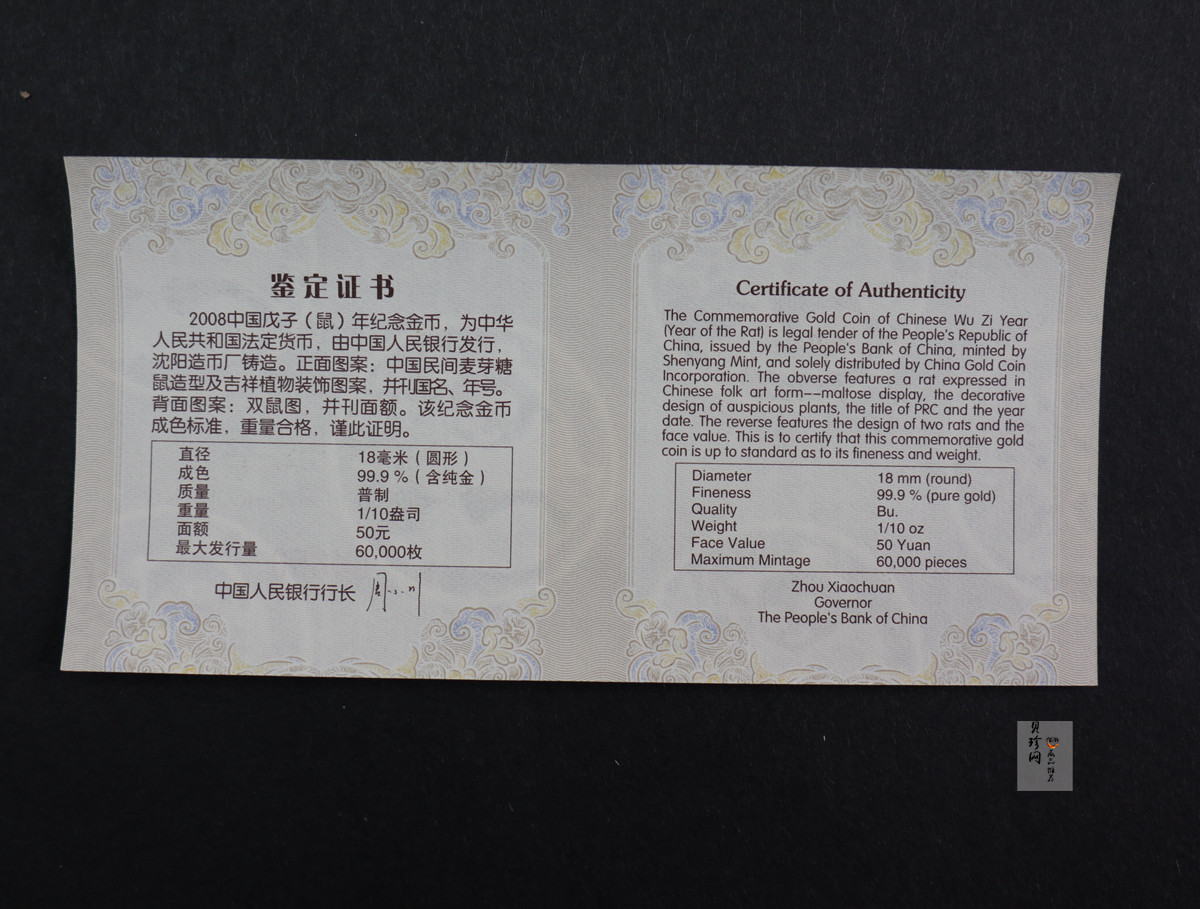 鉴定证书
2008中国戊子（鼠）年纪念金币，为中华
人民共和国法定货币，由中国人民银行发行，
沈阳造币厂铸造。正面图案：中国民间麦芽糖
鼠造型及吉祥植物装饰图案，并刊国名、年号。
背面图案：双鼠图，并刊面额。该纪念金币
成色标准，重量合格，谨此证明。
直径 18毫米（圆形）
成色 99.9％（含纯金）
质量 普制
重量 1/10盎司
面额 50元
最大发行量 60,000枚
中国人民银行行长 周小川
Certificate of Authenticity
The Commemorative Gold Coin of Chinese Wu Zi Year
(Year of the Rat) is legal tender of the People's Republic of
China, issued by the People's Bank of China, minted by
Shenyang Mint, and solely distributed by China Gold Coin
Incorporation. The obverse features a rat expressed in
Chinese folk art form--maltose display, the decorative
design of auspicious plants, the title of PRC and the year
date. The reverse features the design of two rats and the
face value. This is to certify that this commemorative gold
coin is up to standard as to its fineness and weight.
Diameter 18 mm (round)
Fineness 99.9 % (pure gold)
Quality Bu.
Weight 1/10 oz
Face Value 50 Yuan
Maximum Mintage 60,000 pieces
Zhou Xiaochuan
Governor
The People's Bank of China
贝珍网